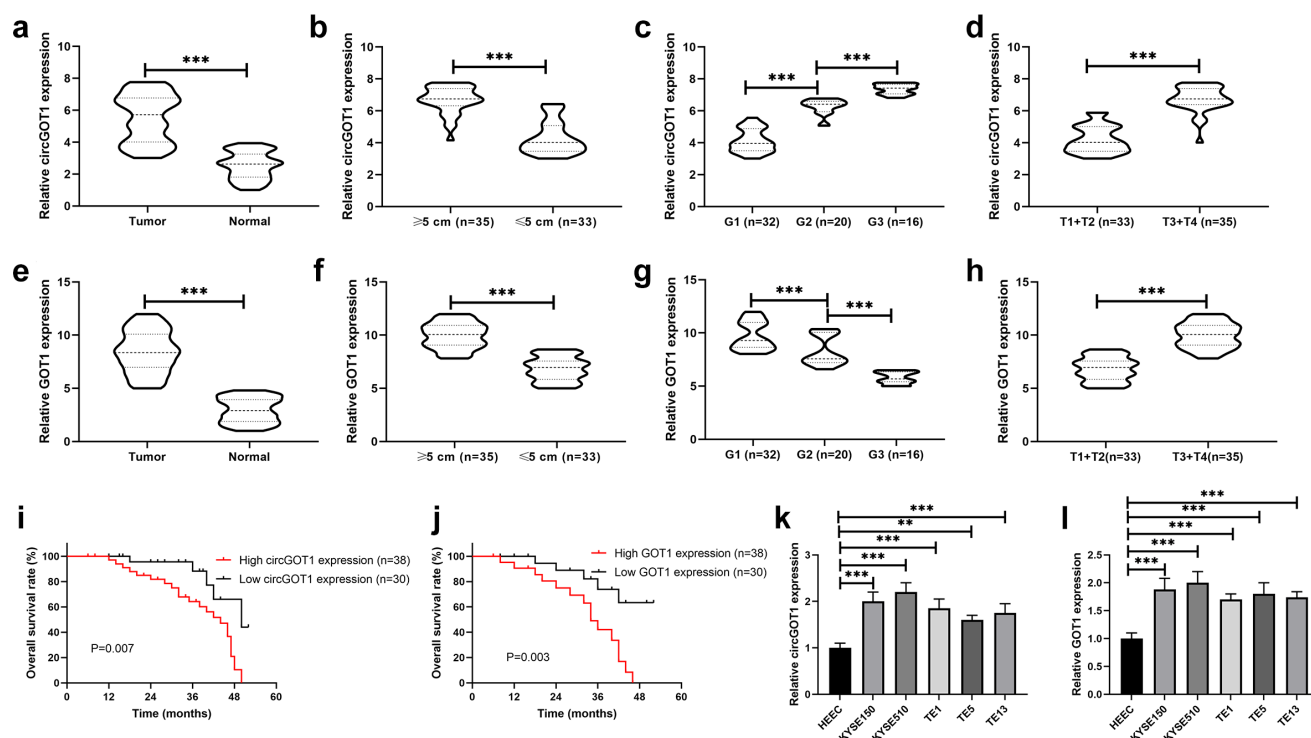 a
Relative circGOT1 expression
10
8
6
4
2
0
***
Tumor
Normal
b
Relative circGOT1 expression
10
8
6
4
2
0
***
⩾5 cm (n=35)
⩽5 cm (n=33)
c
Relative circGOT1 expression
10
8
6
4
2
0
***
***
G1 (n=32)
G2 (n=20)
G3 (n=16)
d
Relative circGOT1 expression
10
8
6
4
2
0
***
T1+T2 (n=33)
T3+T4 (n=35)
e
Relative GOT1 expression
15
10
5
0
***
Tumor
Normal
f
Relative GOT1 expression
15
10
5
0
***
⩾5 cm (n=35)
⩽5 cm (n=33)
g
Relative GOT1 expression
15
10
5
0
***
***
G1 (n=32)
G2 (n=20)
G3 (n=16)
h
Relative GOT1 expression
15
10
5
0
***
T1+T2(n=33)
T3+T4(n=35)
i
Overall survival rate (%)
100
80
60
40
20
0
High circGOT1 expression (n=38)
Low circGOT1 expression (n=30)
P=0.007
0 12 24 36 48 60
Time (months)
j
Overall survival rate (%)
100
80
60
40
20
0
High GOT1 expression (n=38)
Low GOT1 expression (n=30)
P=0.003
0 12 24 36 48 60
Time (months)
k
Relative circGOT1 expression
3
2
1
0
***
**
***
***
***
HEEC
KYSE150
KYSE510
TE1
TE5
TE13
l
Relative GOT1 expression
2.5
2.0
1.5
1.0
0.5
0.0
***
***
***
***
***
HEEC
KYSE150
KYSE510
TE1
TE5
TE13